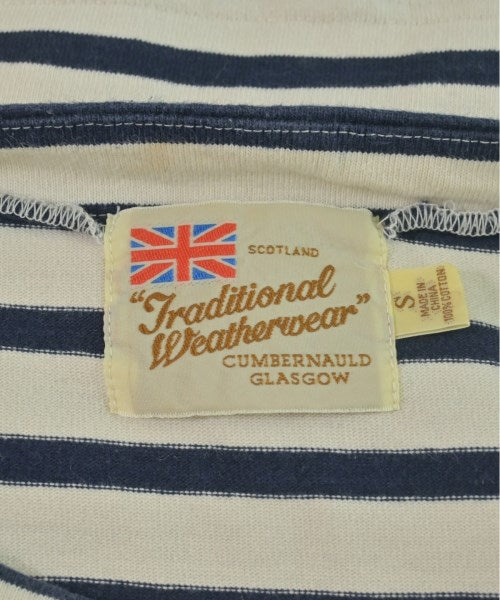 SCOTLAND
"Traditional
Weatherwear"
CUMBERNAULD
GLASGOW
S
MADE IN
CHINA
100% COTTON